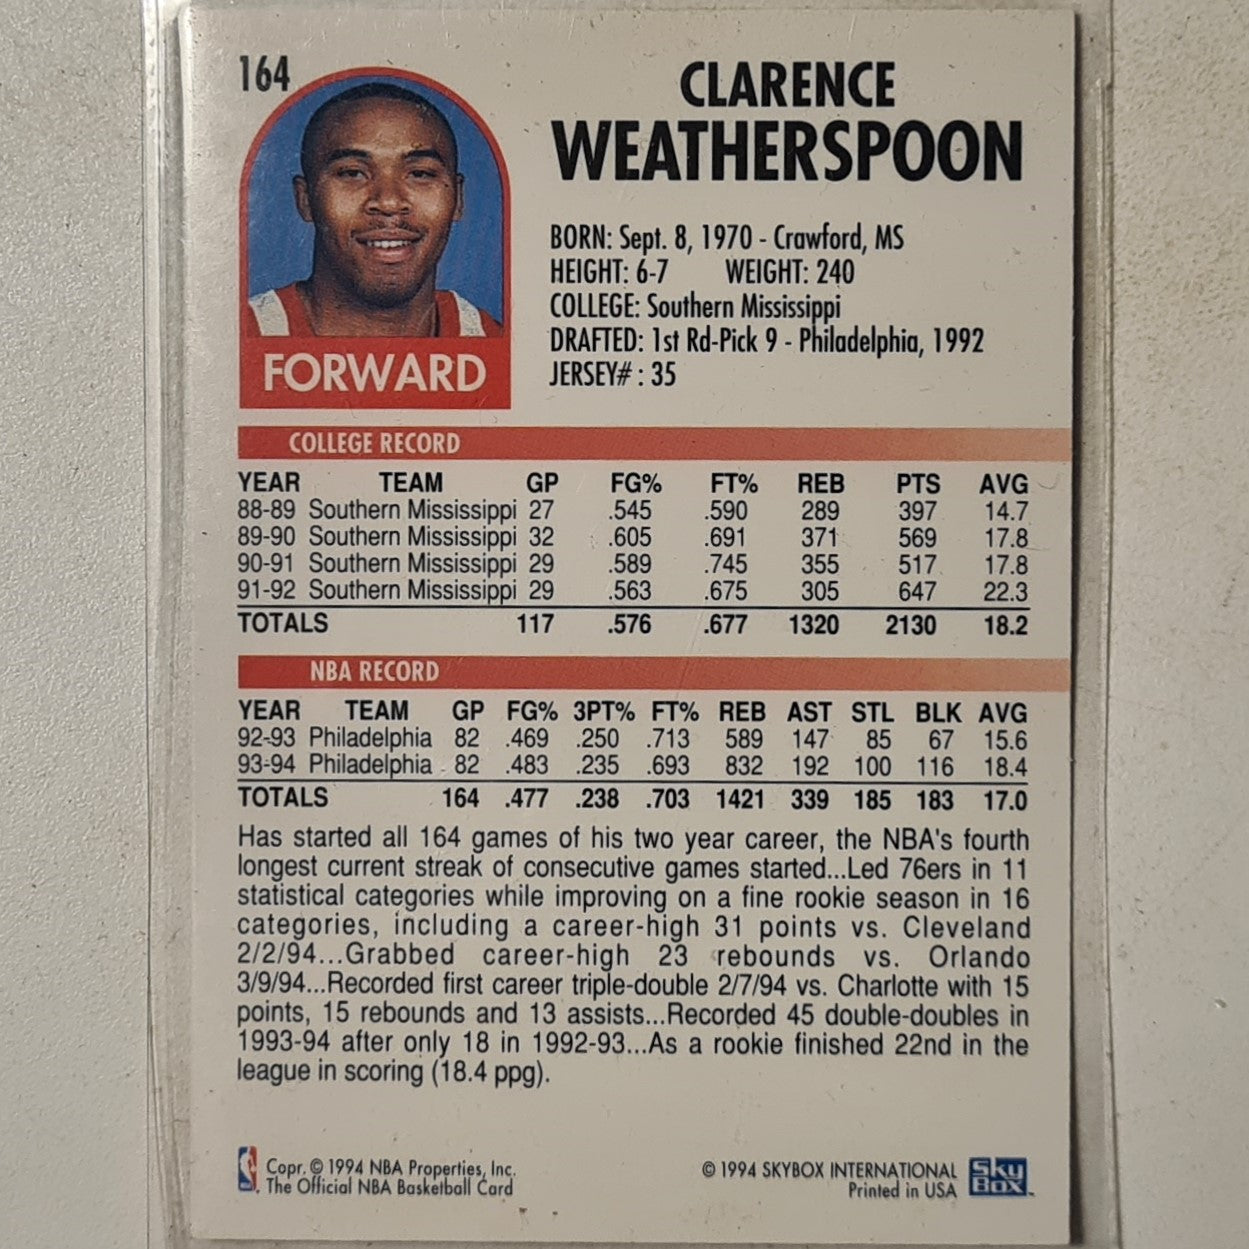 164
CLARENCE
WEATHERSPOON
BORN: Sept. 8, 1970 - Crawford, MS
HEIGHT: 6-7 WEIGHT: 240
COLLEGE: Southern Mississippi
DRAFTED: 1st Rd-Pick 9 - Philadelphia, 1992
JERSEY# : 35
FORWARD
COLLEGE RECORD
YEAR TEAM GP FG% FT% REB PTS AVG
88-89 Southern Mississippi 27 .545 .590 289 397 14.7
89-90 Southern Mississippi 32 .605 .691 371 569 17.8
90-91 Southern Mississippi 29 .589 .745 355 517 17.8
91-92 Southern Mississippi 29 .563 .675 305 647 22.3
TOTALS 117 .576 .677 1320 2130 18.2
NBA RECORD
YEAR TEAM GP FG% 3PT% FT% REB AST STL BLK AVG
92-93 Philadelphia 82 .469 .250 .713 589 147 85 67 15.6
93-94 Philadelphia 82 .483 .235 .693 832 192 100 116 18.4
TOTALS 164 .477 .238 .703 1421 339 185 183 17.0
Has started all 164 games of his two year career, the NBA's fourth
longest current streak of consecutive games started...Led 76ers in 11
statistical categories while improving on a fine rookie season in 16
categories, including a career-high 31 points vs. Cleveland
2/2/94...Grabbed career-high 23 rebounds vs. Orlando
3/9/94...Recorded first career triple-double 2/7/94 vs. Charlotte with 15
points, 15 rebounds and 13 assists...Recorded 45 double-doubles in
1993-94 after only 18 in 1992-93...As a rookie finished 22nd in the
league in scoring (18.4 ppg).
Copr. © 1994 NBA Properties, Inc.
The Official NBA Basketball Card
© 1994 SKYBOX INTERNATIONAL
Printed in USA
Sky
Box